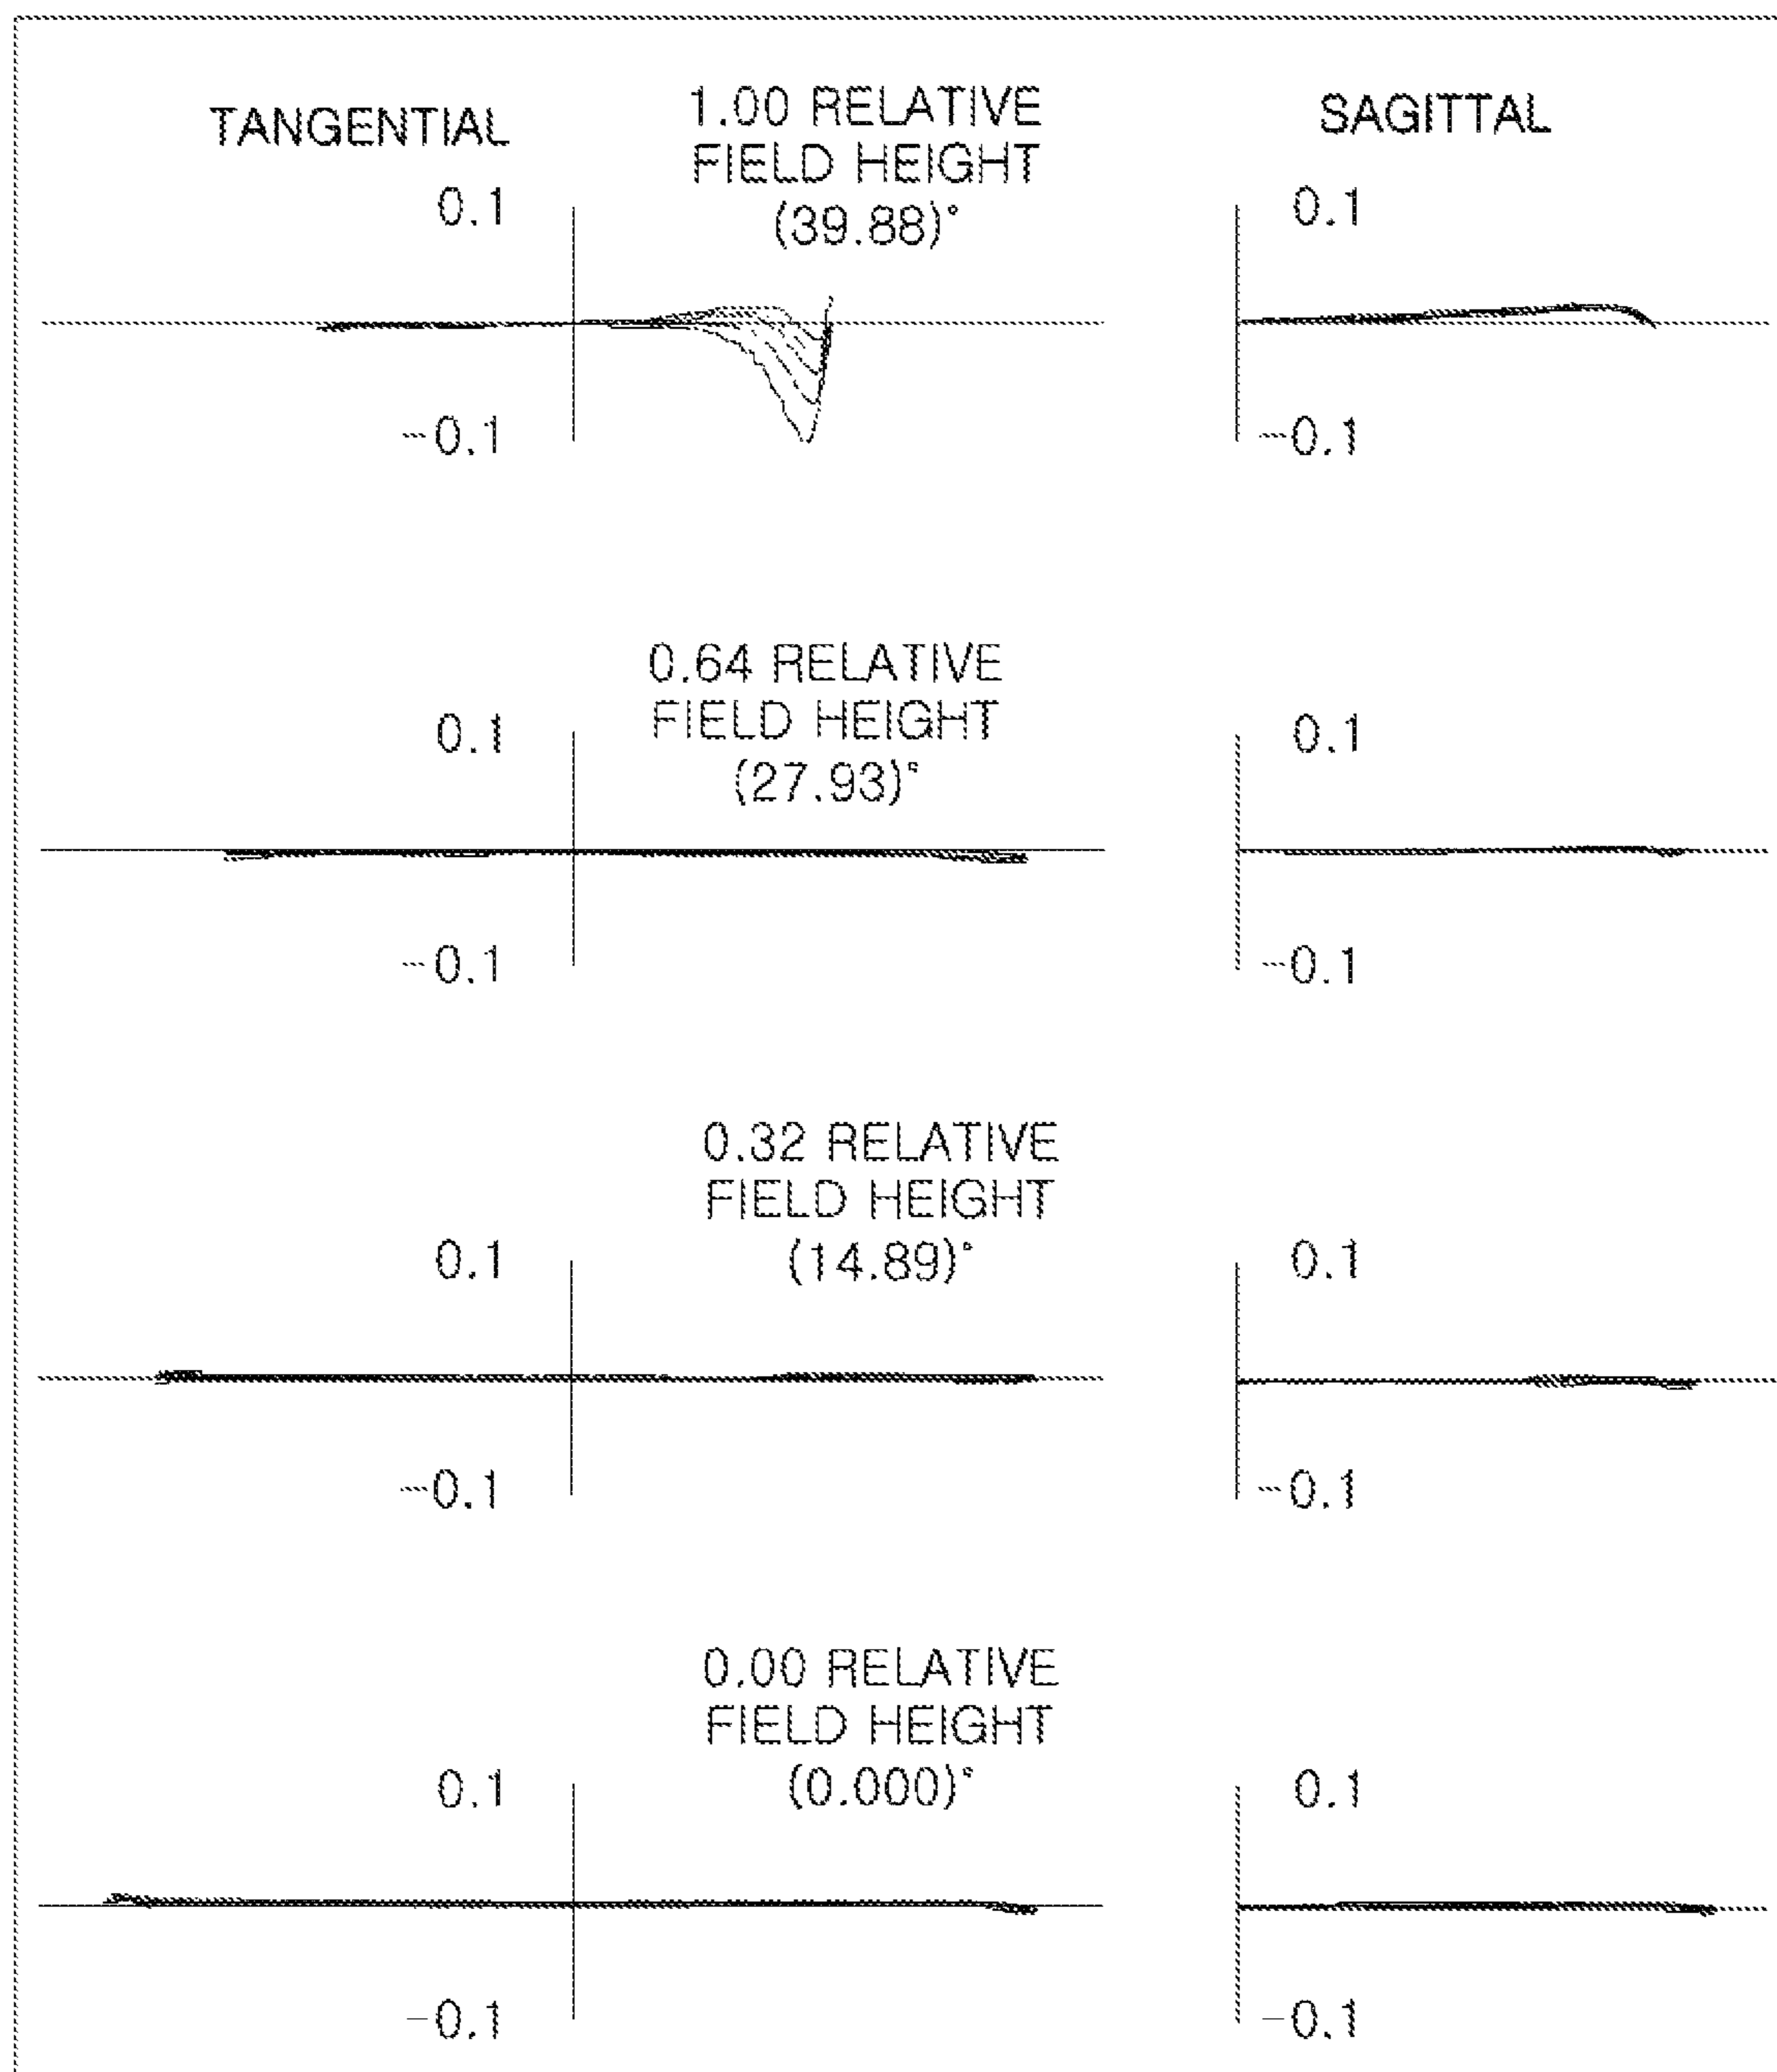 TANGENTIAL
1.00 RELATIVE
FIELD HEIGHT
(39.88)°
SAGITTAL
0.1
0.1
-0.1
-0.1
0.64 RELATIVE
FIELD HEIGHT
(27.93)°
0.1
0.1
-0.1
-0.1
0.32 RELATIVE
FIELD HEIGHT
(14.89)°
0.1
0.1
-0.1
-0.1
0.00 RELATIVE
FIELD HEIGHT
(0.000)°
0.1
0.1
-0.1
-0.1